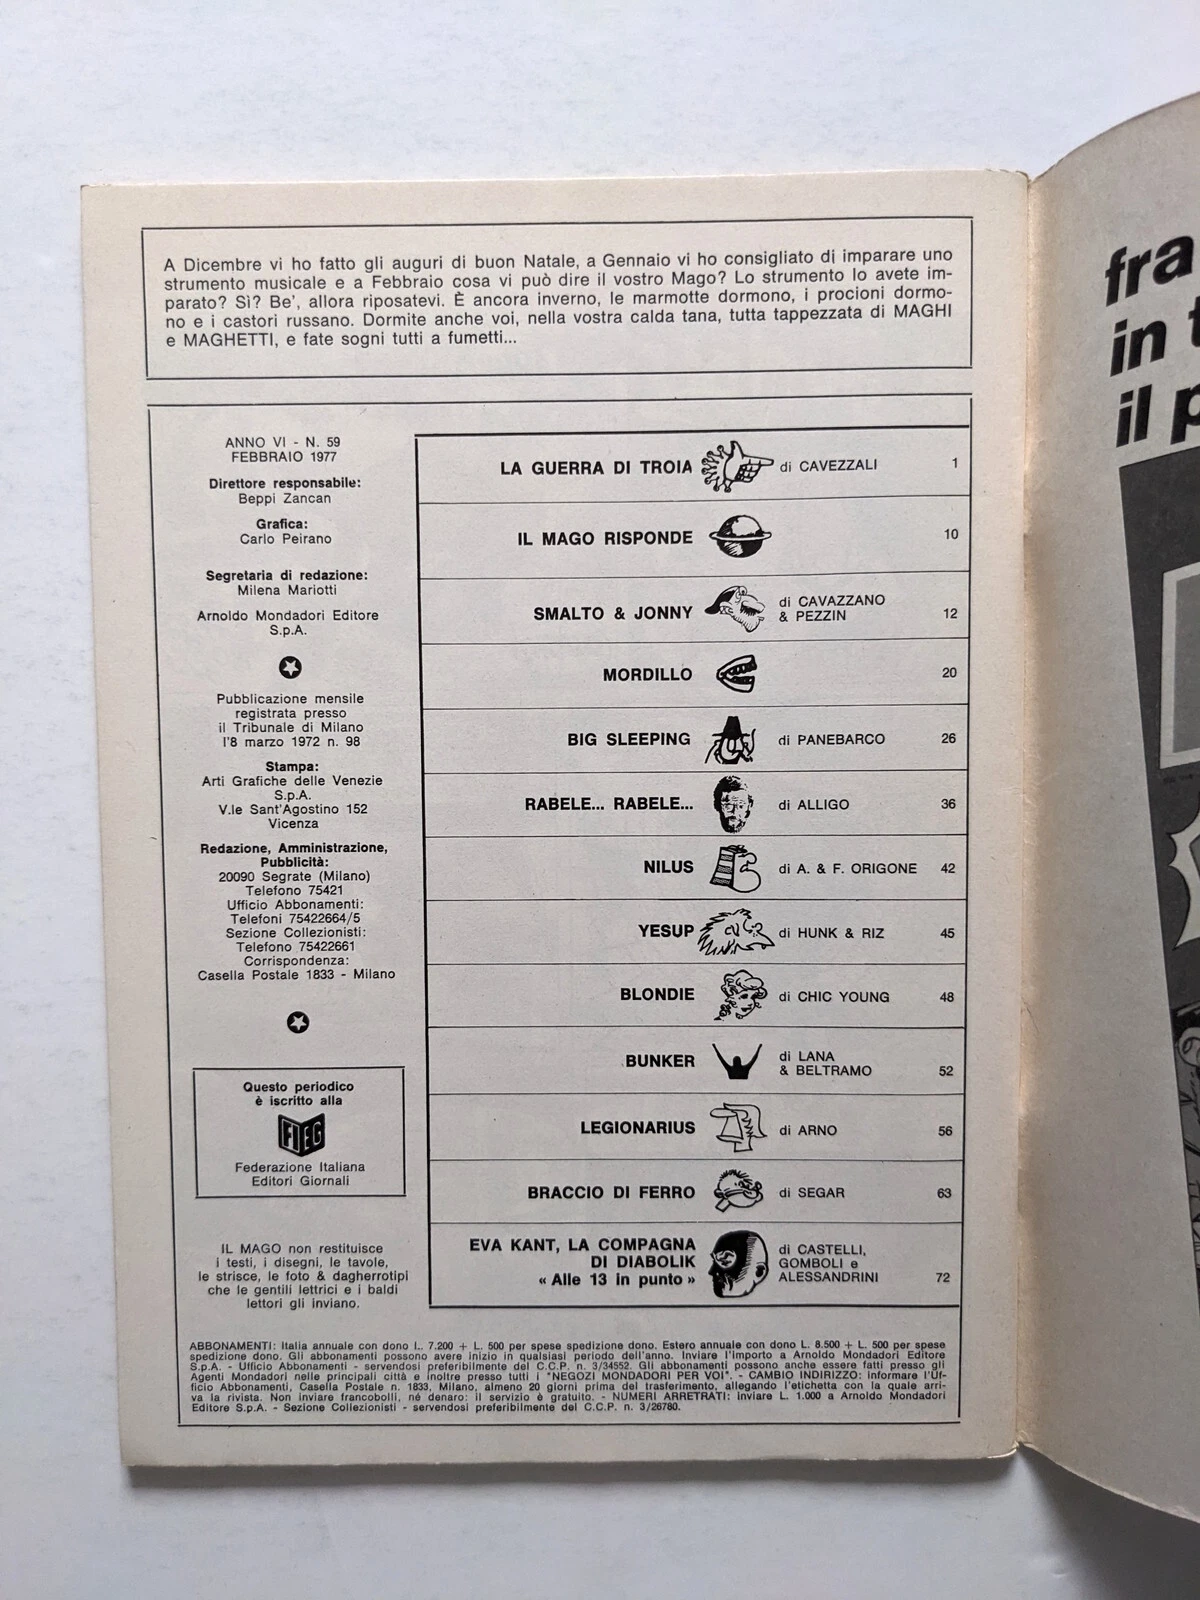 A Dicembre vi ho fatto gli auguri di buon Natale, a Gennaio vi ho consigliato di imparare uno
strumento musicale e a Febbraio cosa vi può dire il vostro Mago? Lo strumento lo avete im-
parato? Sì? Be', allora riposatevi. È ancora inverno, le marmotte dormono, i procioni dormo-
no e i castori russano. Dormite anche voi, nella vostra calda tana, tutta tappezzata di MAGHI
e MAGHETTI, e fate sogni tutti a fumetti...
ANNO VI - N. 59
FEBBRAIO 1977
Direttore responsabile:
Beppi Zancan
Grafica:
Carlo Peirano
Segretaria di redazione:
Milena Mariotti
Arnoldo Mondadori Editore
S.p.A.
Pubblicazione mensile
registrata presso
il Tribunale di Milano
l'8 marzo 1972 n. 98
Stampa:
Arti Grafiche delle Venezie
S.p.A.
V.le Sant'Agostino 152
Vicenza
Redazione, Amministrazione,
Pubblicità:
20090 Segrate (Milano)
Telefono 75421
Ufficio Abbonamenti:
Telefoni 75422664/5
Sezione Collezionisti:
Telefono 75422661
Corrispondenza:
Casella Postale 1833 - Milano
Questo periodico
è iscritto alla
FIEG
Federazione Italiana
Editori Giornali
IL MAGO non restituisce
i testi, i disegni, le tavole,
le strisce, le foto & dagherrotipi
che le gentili lettrici e i baldi
lettori gli inviano.
LA GUERRA DI TROIA di CAVEZZALI 1
IL MAGO RISPONDE 10
SMALTO & JONNY di CAVAZZANO
& PEZZIN 12
MORDILLO 20
BIG SLEEPING di PANEBARCO 26
RABELE... RABELE... di ALLIGO 36
NILUS di A. & F. ORIGONE 42
YESUP di HUNK & RIZ 45
BLONDIE di CHIC YOUNG 48
BUNKER di LANA
& BELTRAMO 52
LEGIONARIUS di ARNO 56
BRACCIO DI FERRO di SEGAR 63
EVA KANT, LA COMPAGNA di CASTELLI,
DI DIABOLIK GOMBOLI e
« Alle 13 in punto » ALESSANDRINI 72
ABBONAMENTI: Italia annuale con dono L. 7.200 + L. 500 per spese spedizione dono. Estero annuale con dono L. 8.500 + L. 500 per spese
spedizione dono. Gli abbonamenti possono avere inizio in qualsiasi periodo dell'anno. Inviare l'importo a Arnoldo Mondadori Editore
S.p.A. - Ufficio Abbonamenti - servendosi preferibilmente del C.C.P. n. 3/34552. Gli abbonamenti possono anche essere fatti presso gli
Agenti Mondadori nelle principali città e inoltre presso tutti i "NEGOZI MONDADORI PER VOI". - CAMBIO INDIRIZZO: informare l'Uf-
ficio Abbonamenti, Casella Postale n. 1833, Milano, almeno 20 giorni prima del trasferimento, allegando l'etichetta con la quale arri-
va la rivista. Non inviare francobolli, né denaro: il servizio è gratuito. - NUMERI ARRETRATI: inviare L. 1.000 a Arnoldo Mondadori
Editore S.p.A. - Sezione Collezionisti - servendosi preferibilmente del C.C.P. n. 3/26780.
fra
in t
il p